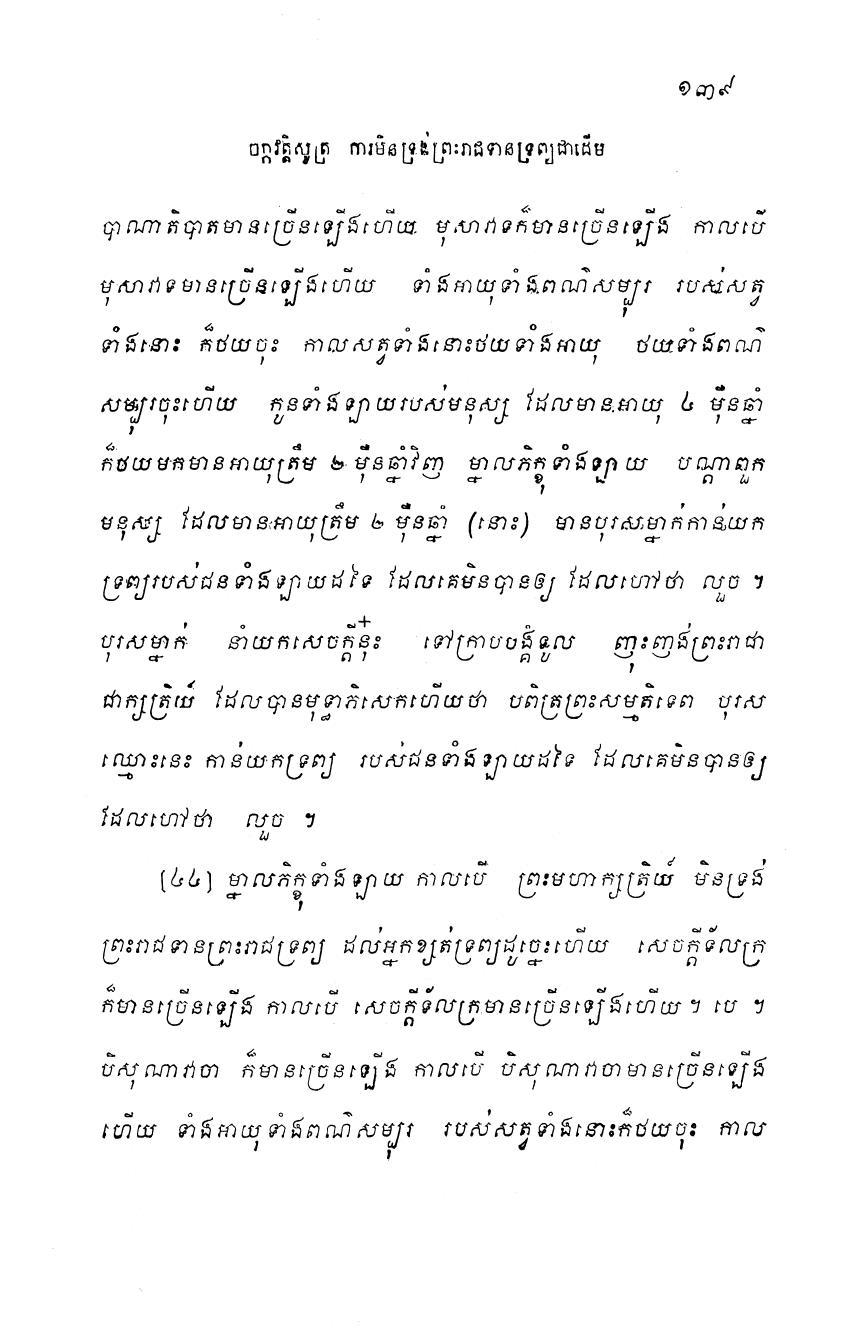 ១៣៩
ចក្កវត្តិសូត្រ ការមិនទ្រង់ព្រះរាជទានទ្រព្យជាដើម
បាណាតិបាតមានច្រើនឡើងហើយ មុសាវាទក៏មានច្រើនឡើង កាលបើ
មុសាវាទមានច្រើនឡើងហើយ ទាំងអាយុទាំងពណ៌សម្បុរ របស់សត្វ
ទាំងនោះ ក៏ថយចុះ កាលសត្វទាំងនោះថយទាំងអាយុ ថយទាំងពណ៌
សម្បុរចុះហើយ កូនទាំងឡាយរបស់មនុស្ស ដែលមានអាយុ ៤ ម៉ឺនឆ្នាំ
ក៏ថយមកមានអាយុត្រឹម ២ ម៉ឺនឆ្នាំវិញ ម្នាលភិក្ខុទាំងឡាយ បណ្តាពួក
មនុស្ស ដែលមានអាយុត្រឹម ២ ម៉ឺនឆ្នាំ (នោះ) មានបុរសម្នាក់កាន់យក
ទ្រព្យរបស់ជនទាំងឡាយដទៃ ដែលគេមិនបានឲ្យ ដែលហៅថា លួច ។
បុរសម្នាក់ នាំយកសេចក្តីនុ៎ះ ទៅក្រាបបង្គំទូល ញុះញង់ព្រះរាជា
ជាក្សត្រិយ៍ ដែលបានមុទ្ធាភិសេកហើយថា បពិត្រព្រះសម្មតិទេព បុរស
ឈ្មោះនេះ កាន់យកទ្រព្យ របស់ជនទាំងឡាយដទៃ ដែលគេមិនបានឲ្យ
ដែលហៅថា លួច ។
[៤៤] ម្នាលភិក្ខុទាំងឡាយ កាលបើ ព្រះមហាក្សត្រិយ៍ មិនទ្រង់
ព្រះរាជទានព្រះរាជទ្រព្យ ដល់អ្នកខ្សត់ទ្រព្យដូច្នេះហើយ សេចក្តីទ័លក្រ
ក៏មានច្រើនឡើង កាលបើ សេចក្តីទ័លក្រមានច្រើនឡើងហើយ ។ បេ ។
បិសុណាវាចា ក៏មានច្រើនឡើង កាលបើ បិសុណាវាចាមានច្រើនឡើង
ហើយ ទាំងអាយុទាំងពណ៌សម្បុរ របស់សត្វទាំងនោះក៏ថយចុះ កាល